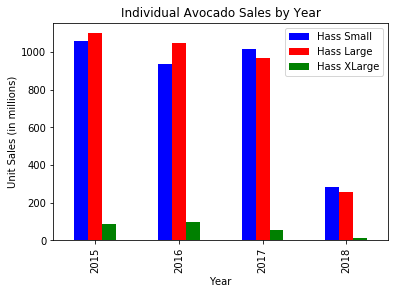 Individual Avocado Sales by Year
Hass Small
Hass Large
Hass XLarge
Unit Sales (in millions)
1000
800
600
400
200
0
2015
2016
2017
2018
Year